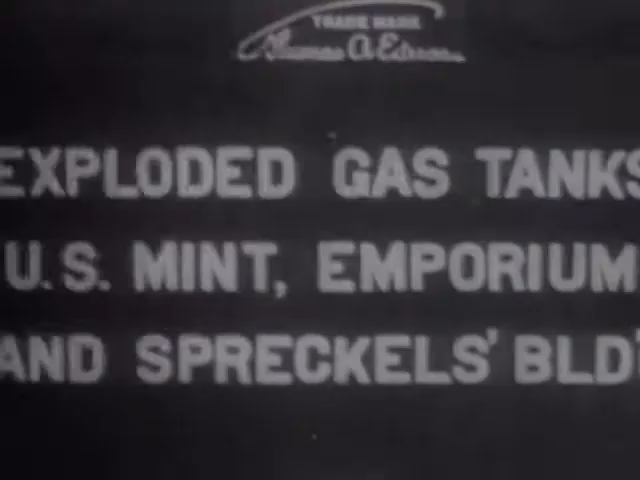 TRADE MARK
Thomas A Edison
EXPLODED GAS TANKS
U.S. MINT, EMPORIUM
AND SPRECKELS' BLD'G